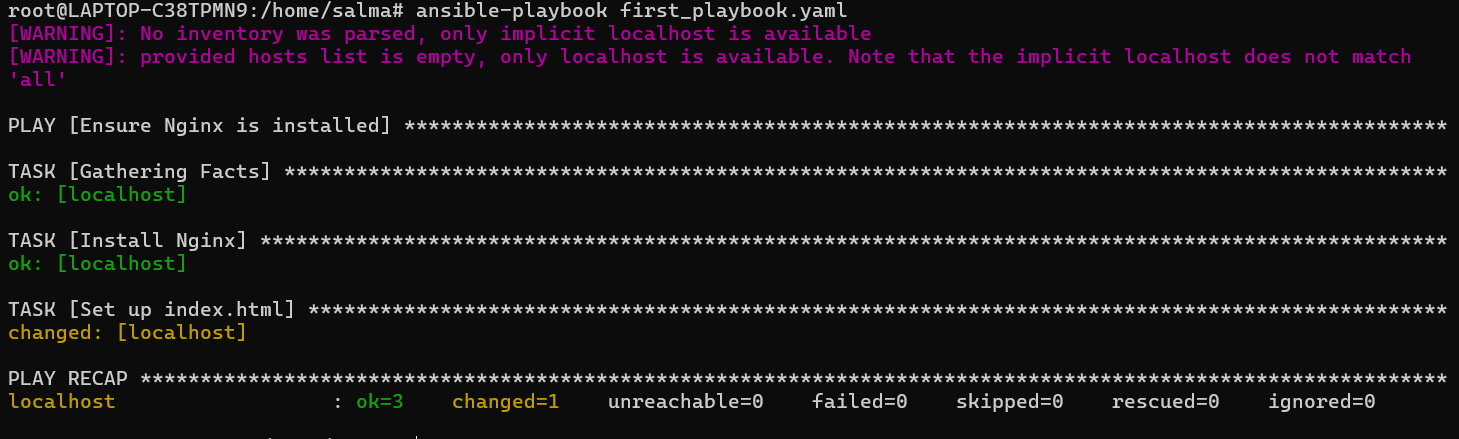 root@LAPTOP-C38TPMN9:/home/salma# ansible-playbook first_playbook.yaml
[WARNING]: No inventory was parsed, only implicit localhost is available
[WARNING]: provided hosts list is empty, only localhost is available. Note that the implicit localhost does not match
'all'
PLAY [Ensure Nginx is installed] ***************************************************************************************
TASK [Gathering Facts] *************************************************************************************************
ok: [localhost]
TASK [Install Nginx] ***************************************************************************************************
ok: [localhost]
TASK [Set up index.html] ***********************************************************************************************
changed: [localhost]
PLAY RECAP *************************************************************************************************************
localhost                  : ok=3    changed=1    unreachable=0    failed=0    skipped=0    rescued=0    ignored=0